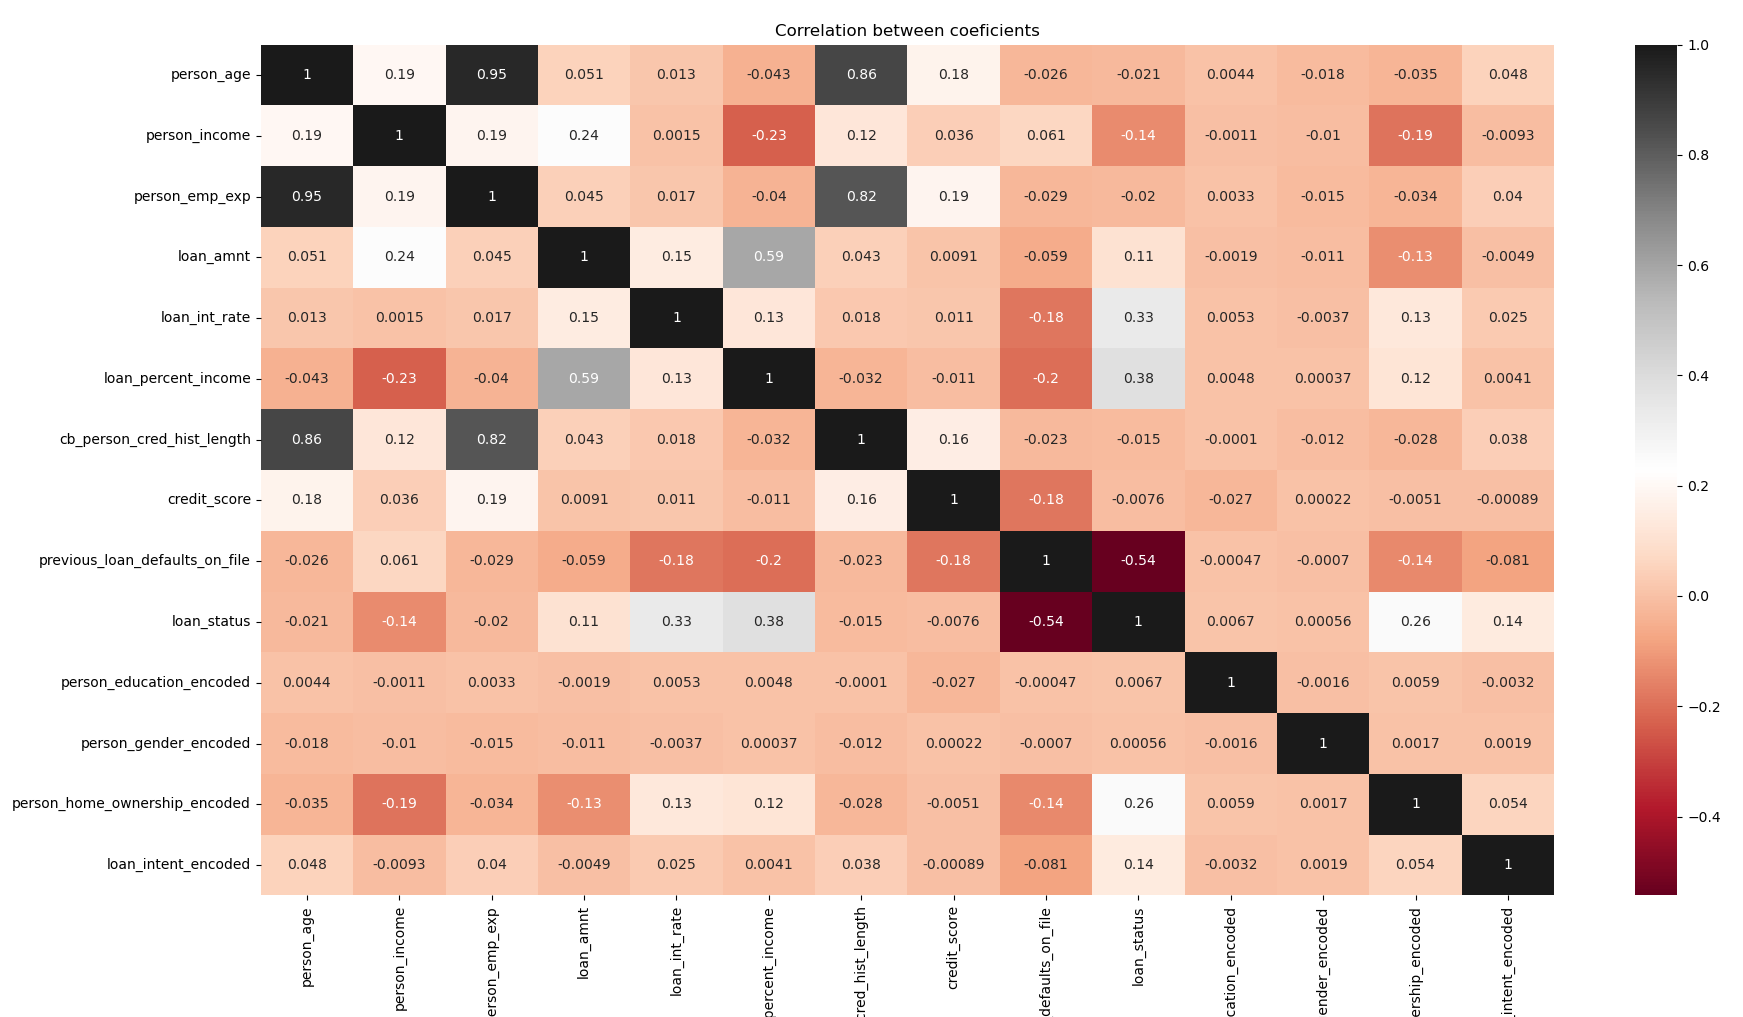 Correlation between coeficients
person_age 1 0.19 0.95 0.051 0.013 -0.043 0.86 0.18 -0.026 -0.021 0.0044 -0.018 -0.035 0.048
person_income 0.19 1 0.19 0.24 0.0015 -0.23 0.12 0.036 0.061 -0.14 -0.0011 -0.01 -0.19 -0.0093
person_emp_exp 0.95 0.19 1 0.045 0.017 -0.04 0.82 0.19 -0.029 -0.02 0.0033 -0.015 -0.034 0.04
loan_amnt 0.051 0.24 0.045 1 0.15 0.59 0.043 0.0091 -0.059 0.11 -0.0019 -0.011 -0.13 -0.0049
loan_int_rate 0.013 0.0015 0.017 0.15 1 0.13 0.018 0.011 -0.18 0.33 0.0053 -0.0037 0.13 0.025
loan_percent_income -0.043 -0.23 -0.04 0.59 0.13 1 -0.032 -0.011 -0.2 0.38 0.0048 0.00037 0.12 0.0041
cb_person_cred_hist_length 0.86 0.12 0.82 0.043 0.018 -0.032 1 0.16 -0.023 -0.015 -0.0001 -0.012 -0.028 0.038
credit_score 0.18 0.036 0.19 0.0091 0.011 -0.011 0.16 1 -0.18 -0.0076 -0.027 0.00022 -0.0051 -0.00089
previous_loan_defaults_on_file -0.026 0.061 -0.029 -0.059 -0.18 -0.2 -0.023 -0.18 1 -0.54 -0.00047 -0.0007 -0.14 -0.081
loan_status -0.021 -0.14 -0.02 0.11 0.33 0.38 -0.015 -0.0076 -0.54 1 0.0067 0.00056 0.26 0.14
person_education_encoded 0.0044 -0.0011 0.0033 -0.0019 0.0053 0.0048 -0.0001 -0.027 -0.00047 0.0067 1 -0.0016 0.0059 -0.0032
person_gender_encoded -0.018 -0.01 -0.015 -0.011 -0.0037 0.00037 -0.012 0.00022 -0.0007 0.00056 -0.0016 1 0.0017 0.0019
person_home_ownership_encoded -0.035 -0.19 -0.034 -0.13 0.13 0.12 -0.028 -0.0051 -0.14 0.26 0.0059 0.0017 1 0.054
loan_intent_encoded 0.048 -0.0093 0.04 -0.0049 0.025 0.0041 0.038 -0.00089 -0.081 0.14 -0.0032 0.0019 0.054 1
person_age
person_income
erson_emp_exp
loan_amnt
loan_int_rate
percent_income
cred_hist_length
credit_score
defaults_on_file
loan_status
cation_encoded
ender_encoded
ership_encoded
_intent_encoded
1.0
0.8
0.6
0.4
0.2
0.0
−0.2
−0.4